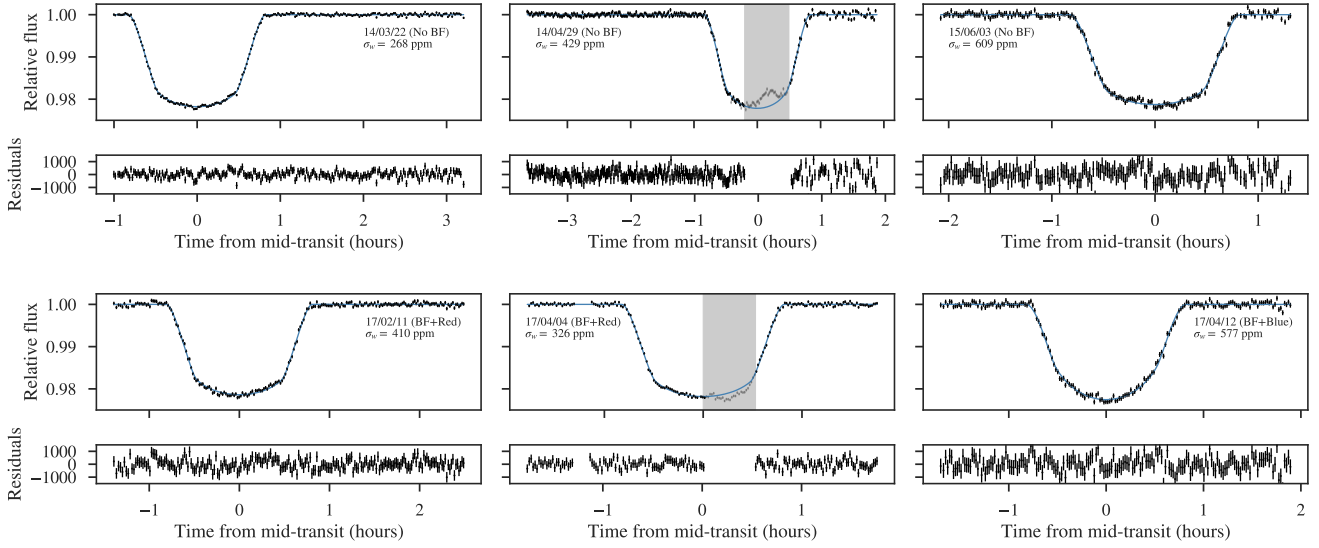 Relative flux
1.00
0.99
0.98
14/03/22 (No BF)
σw = 268 ppm
14/04/29 (No BF)
σw = 429 ppm
15/06/03 (No BF)
σw = 609 ppm
Residuals
1000
0
−1000
−1 0 1 2 3
−3 −2 −1 0 1 2
−2 −1 0 1
Time from mid-transit (hours)
Time from mid-transit (hours)
Time from mid-transit (hours)
Relative flux
1.00
0.99
0.98
17/02/11 (BF+Red)
σw = 410 ppm
17/04/04 (BF+Red)
σw = 326 ppm
17/04/12 (BF+Blue)
σw = 577 ppm
Residuals
1000
0
−1000
−1 0 1 2
−1 0 1
−1 0 1 2
Time from mid-transit (hours)
Time from mid-transit (hours)
Time from mid-transit (hours)